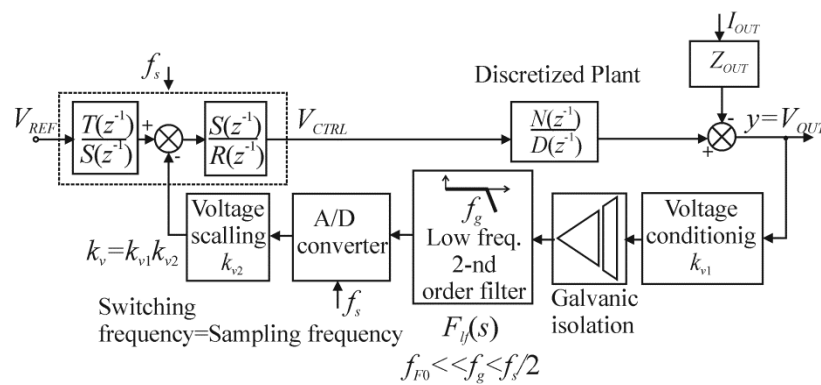 I_OUT
Z_OUT
f_s
Discretized Plant
V_REF
T(z⁻¹)
S(z⁻¹)
+
-
S(z⁻¹)
R(z⁻¹)
V_CTRL
N(z⁻¹)
D(z⁻¹)
-
+
y=V_OUT
k_v=k_v1 k_v2
Voltage
scalling
k_v2
A/D
converter
f_g
Low freq.
2-nd
order filter
Galvanic
isolation
Voltage
conditionig
k_v1
Switching
frequency=Sampling frequency
f_s
F_lf(s)
f_F0<<f_g<f_s/2